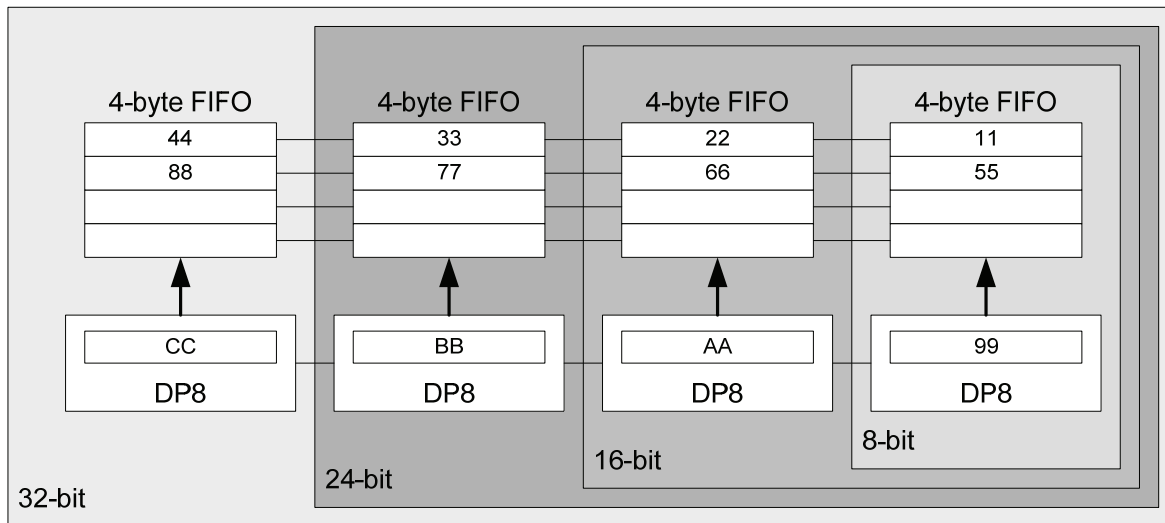 4-byte FIFO 4-byte FIFO 4-byte FIFO 4-byte FIFO
44 33 22 11
88 77 66 55
CC BB AA 99
DP8 DP8 DP8 DP8
8-bit
16-bit
24-bit
32-bit